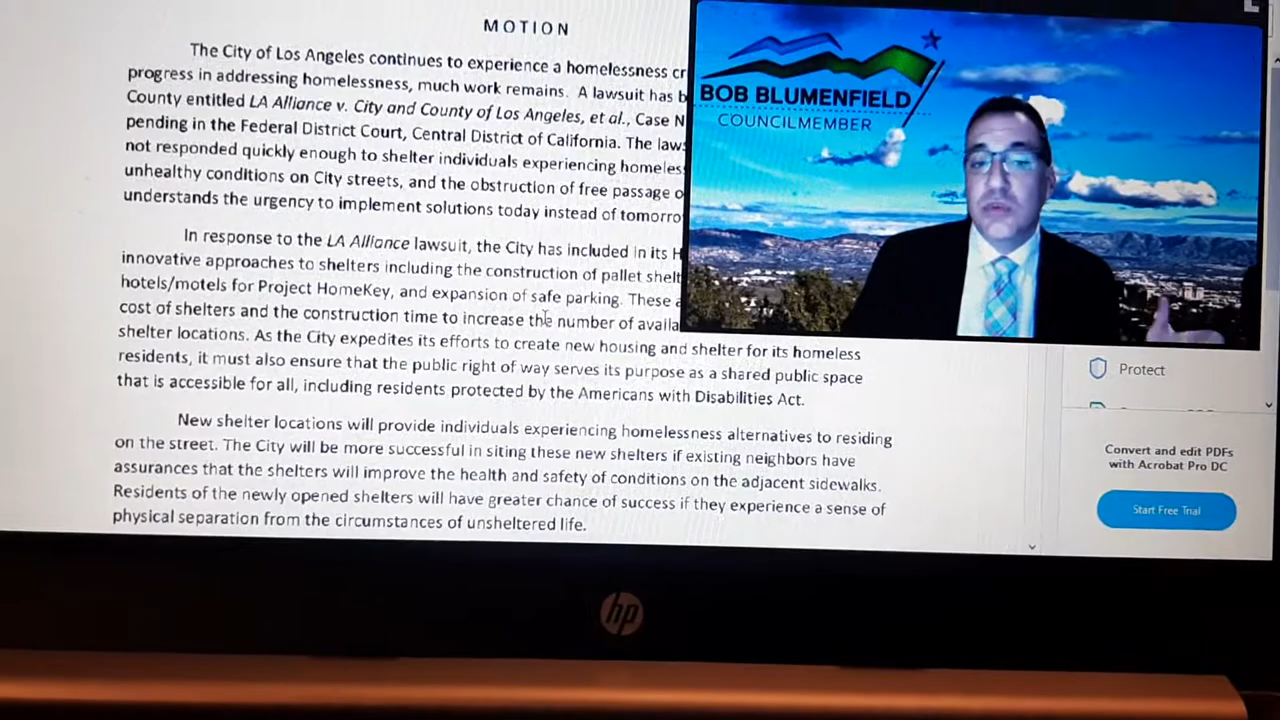 MOTION
The City of Los Angeles continues to experience a homelessness cr
progress in addressing homelessness, much work remains. A lawsuit has b
County entitled LA Alliance v. City and County of Los Angeles, et al., Case N
pending in the Federal District Court, Central District of California. The laws
not responded quickly enough to shelter individuals experiencing homeless
unhealthy conditions on City streets, and the obstruction of free passage o
understands the urgency to implement solutions today instead of tomorro
In response to the LA Alliance lawsuit, the City has included in its H
innovative approaches to shelters including the construction of pallet shelt
hotels/motels for Project HomeKey, and expansion of safe parking. These a
cost of shelters and the construction time to increase the number of availa
shelter locations. As the City expedites its efforts to create new housing and shelter for its homeless
residents, it must also ensure that the public right of way serves its purpose as a shared public space
that is accessible for all, including residents protected by the Americans with Disabilities Act.
New shelter locations will provide individuals experiencing homelessness alternatives to residing
on the street. The City will be more successful in siting these new shelters if existing neighbors have
assurances that the shelters will improve the health and safety of conditions on the adjacent sidewalks.
Residents of the newly opened shelters will have greater chance of success if they experience a sense of
physical separation from the circumstances of unsheltered life.
BOB BLUMENFIELD
COUNCILMEMBER
Protect
Convert and edit PDFs
with Acrobat Pro DC
Start Free Trial
hp